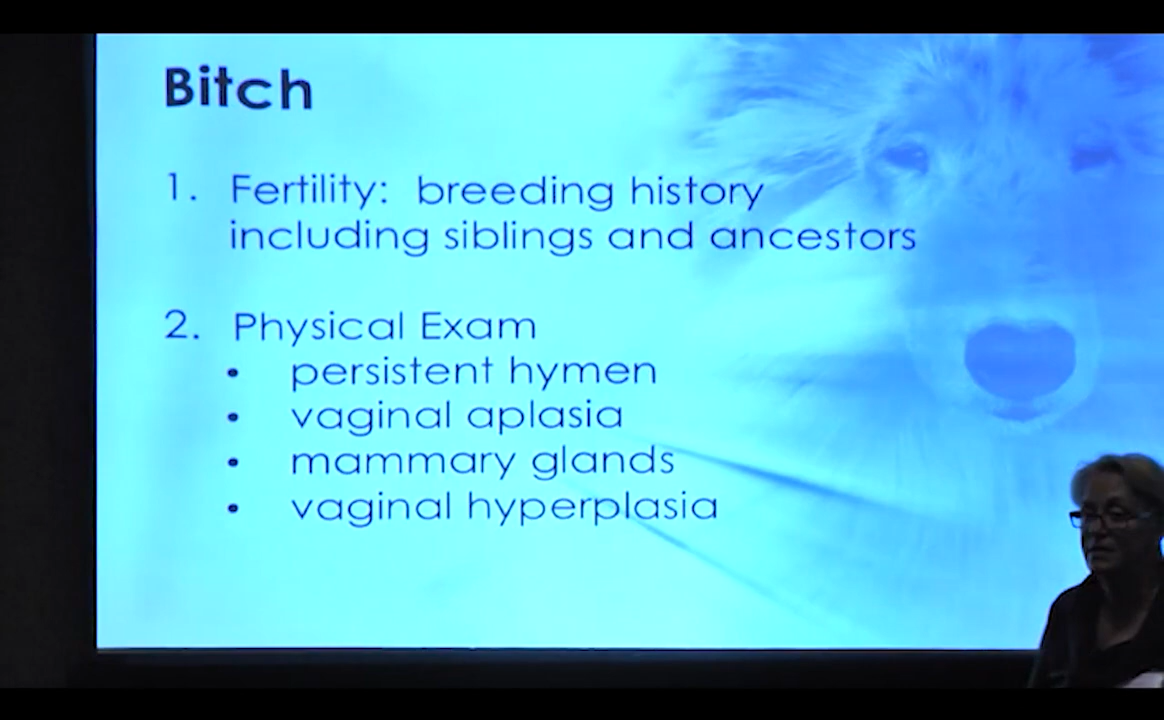 Bitch
1. Fertility: breeding history
including siblings and ancestors
2. Physical Exam
• persistent hymen
• vaginal aplasia
• mammary glands
• vaginal hyperplasia